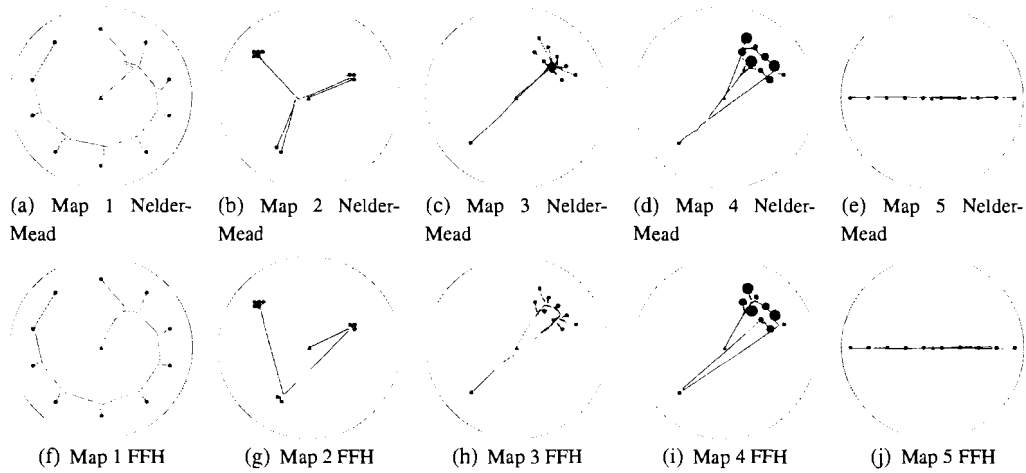 (a) Map 1 Nelder-Mead
(b) Map 2 Nelder-Mead
(c) Map 3 Nelder-Mead
(d) Map 4 Nelder-Mead
(e) Map 5 Nelder-Mead
(f) Map 1 FFH
(g) Map 2 FFH
(h) Map 3 FFH
(i) Map 4 FFH
(j) Map 5 FFH